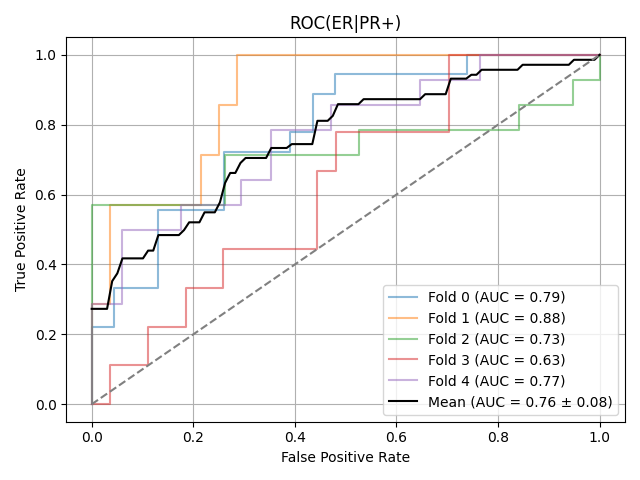 ROC(ER|PR+)
True Positive Rate
1.0
0.8
0.6
0.4
0.2
0.0
0.0 0.2 0.4 0.6 0.8 1.0
False Positive Rate
Fold 0 (AUC = 0.79)
Fold 1 (AUC = 0.88)
Fold 2 (AUC = 0.73)
Fold 3 (AUC = 0.63)
Fold 4 (AUC = 0.77)
Mean (AUC = 0.76 ± 0.08)